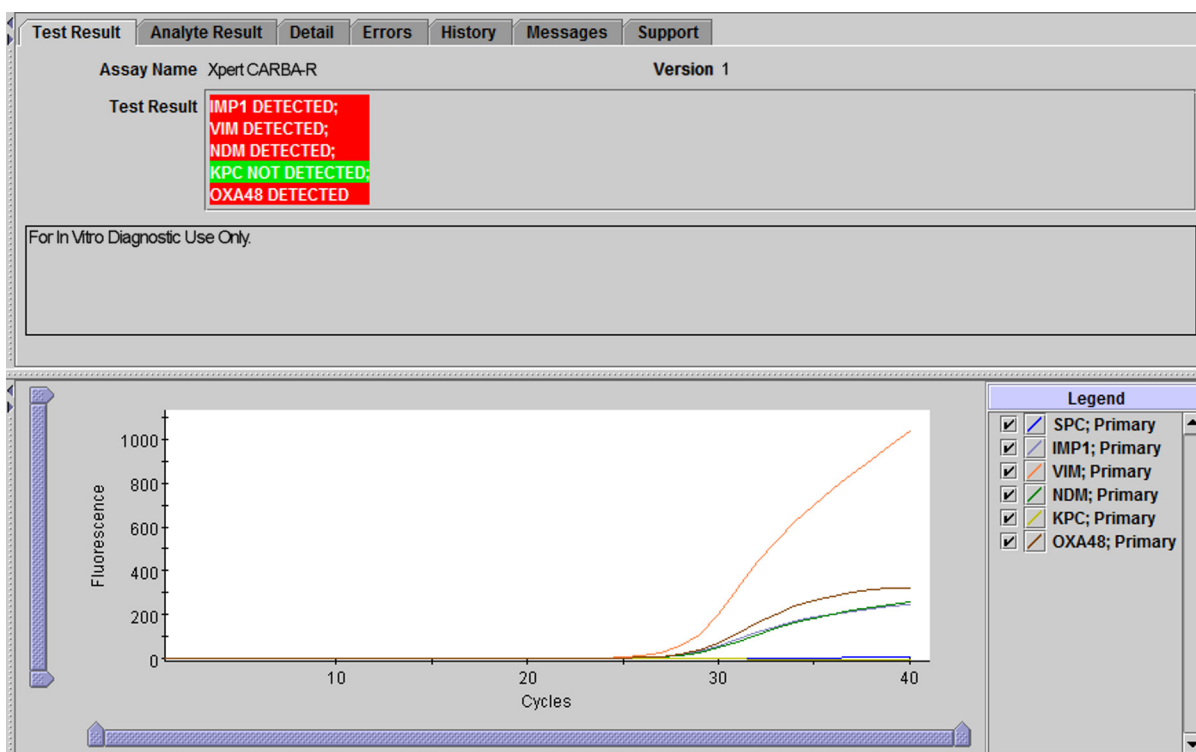 Test Result Analyte Result Detail Errors History Messages Support
Assay Name Xpert CARBA-R Version 1
Test Result IMP1 DETECTED;
VIM DETECTED;
NDM DETECTED;
KPC NOT DETECTED;
OXA48 DETECTED
For In Vitro Diagnostic Use Only.
Legend
SPC; Primary
IMP1; Primary
VIM; Primary
NDM; Primary
KPC; Primary
OXA48; Primary
Fluorescence
1000
800
600
400
200
0
10 20 30 40
Cycles